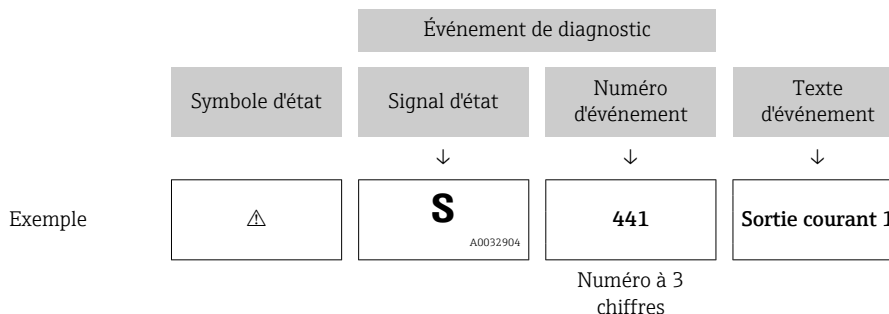 Événement de diagnostic
Symbole d'état
Signal d'état
Numéro
d'événement
Texte
d'événement
↓ ↓ ↓
Exemple
⚠
S
A0032904
441
Sortie courant 1
Numéro à 3
chiffres